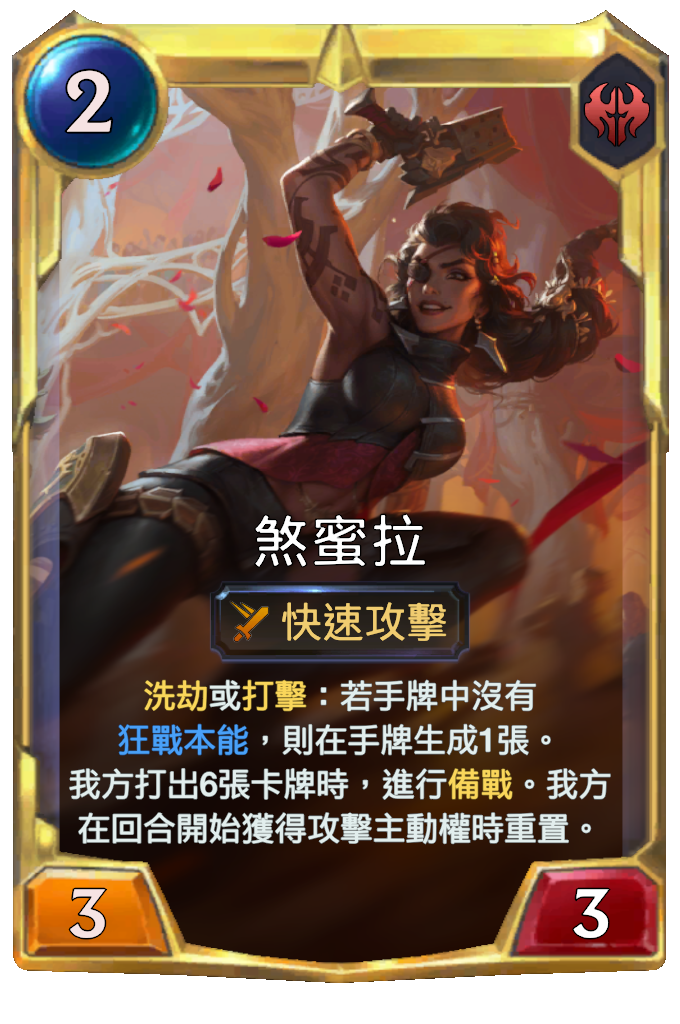 2
煞蜜拉
快速攻擊
洗劫或打擊：若手牌中沒有
狂戰本能，則在手牌生成1張。
我方打出6張卡牌時，進行備戰。我方
在回合開始獲得攻擊主動權時重置。
3
3